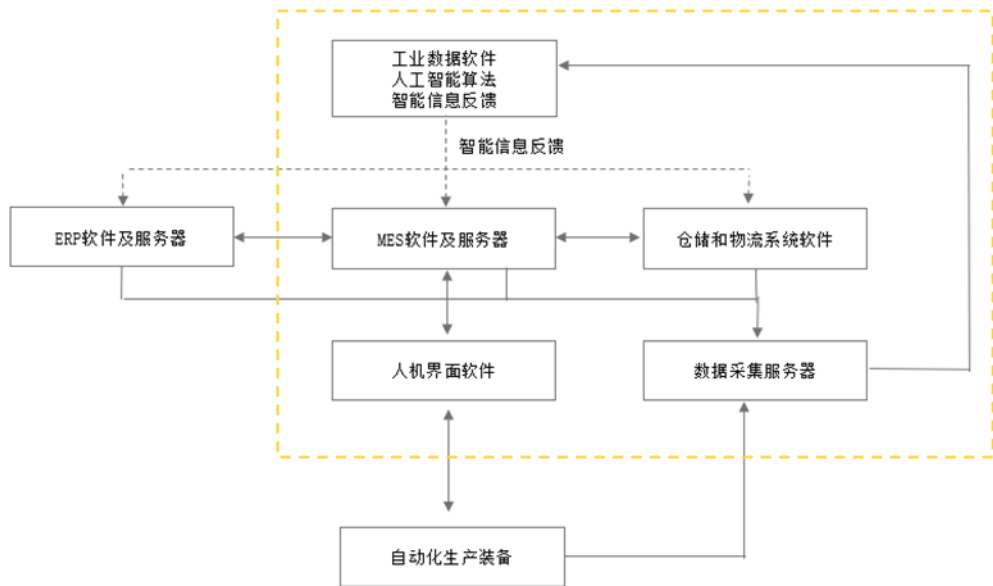 工业数据软件
人工智能算法
智能信息反馈
智能信息反馈
ERP软件及服务器
MES软件及服务器
仓储和物流系统软件
人机界面软件
数据采集服务器
自动化生产装备